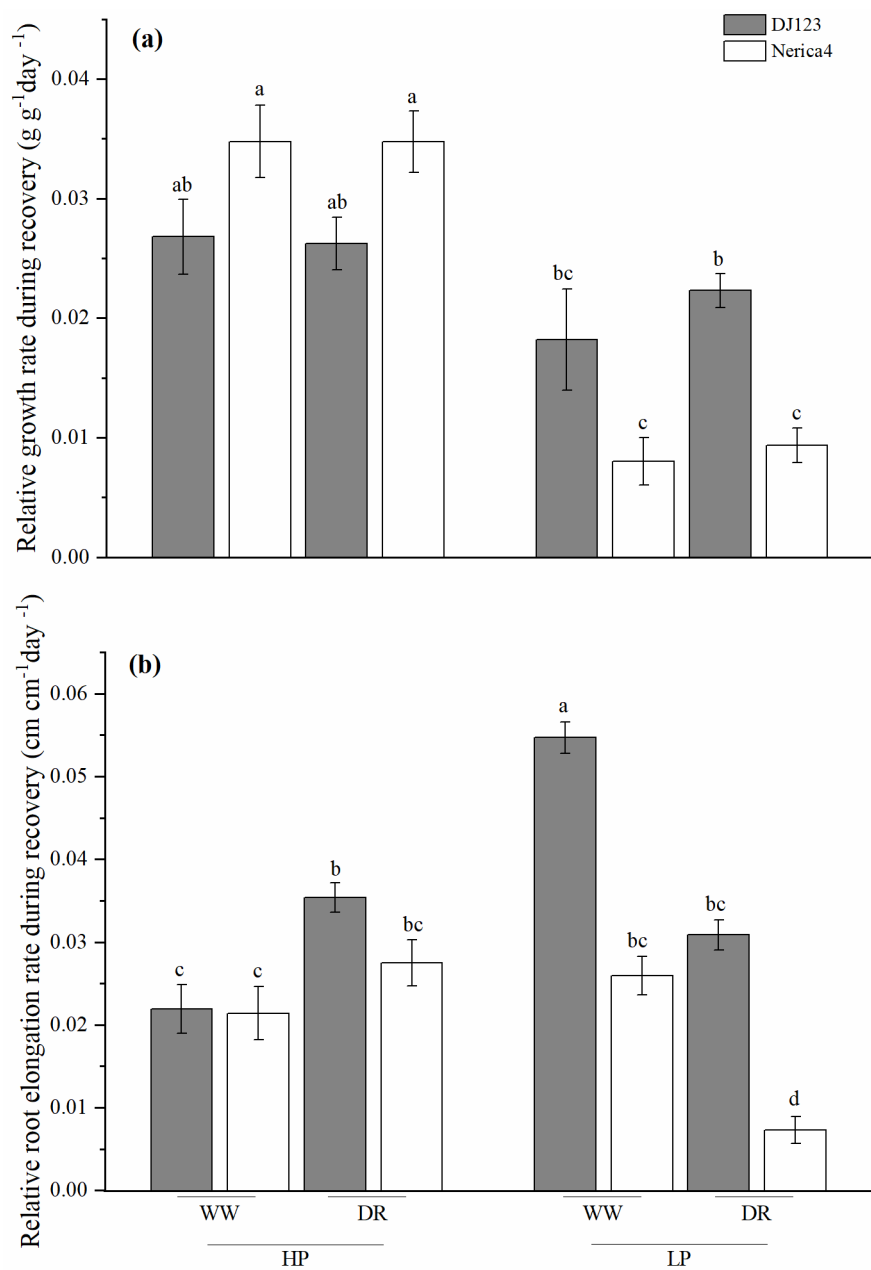 (a)
DJ123
Nerica4
Relative growth rate during recovery (g g⁻¹day ⁻¹)
0.04
0.03
0.02
0.01
0.00
ab
a
ab
a
bc
c
b
c
(b)
Relative root elongation rate during recovery (cm cm⁻¹day ⁻¹)
0.06
0.05
0.04
0.03
0.02
0.01
0.00
c
c
b
bc
a
bc
bc
d
WW DR WW DR
HP LP